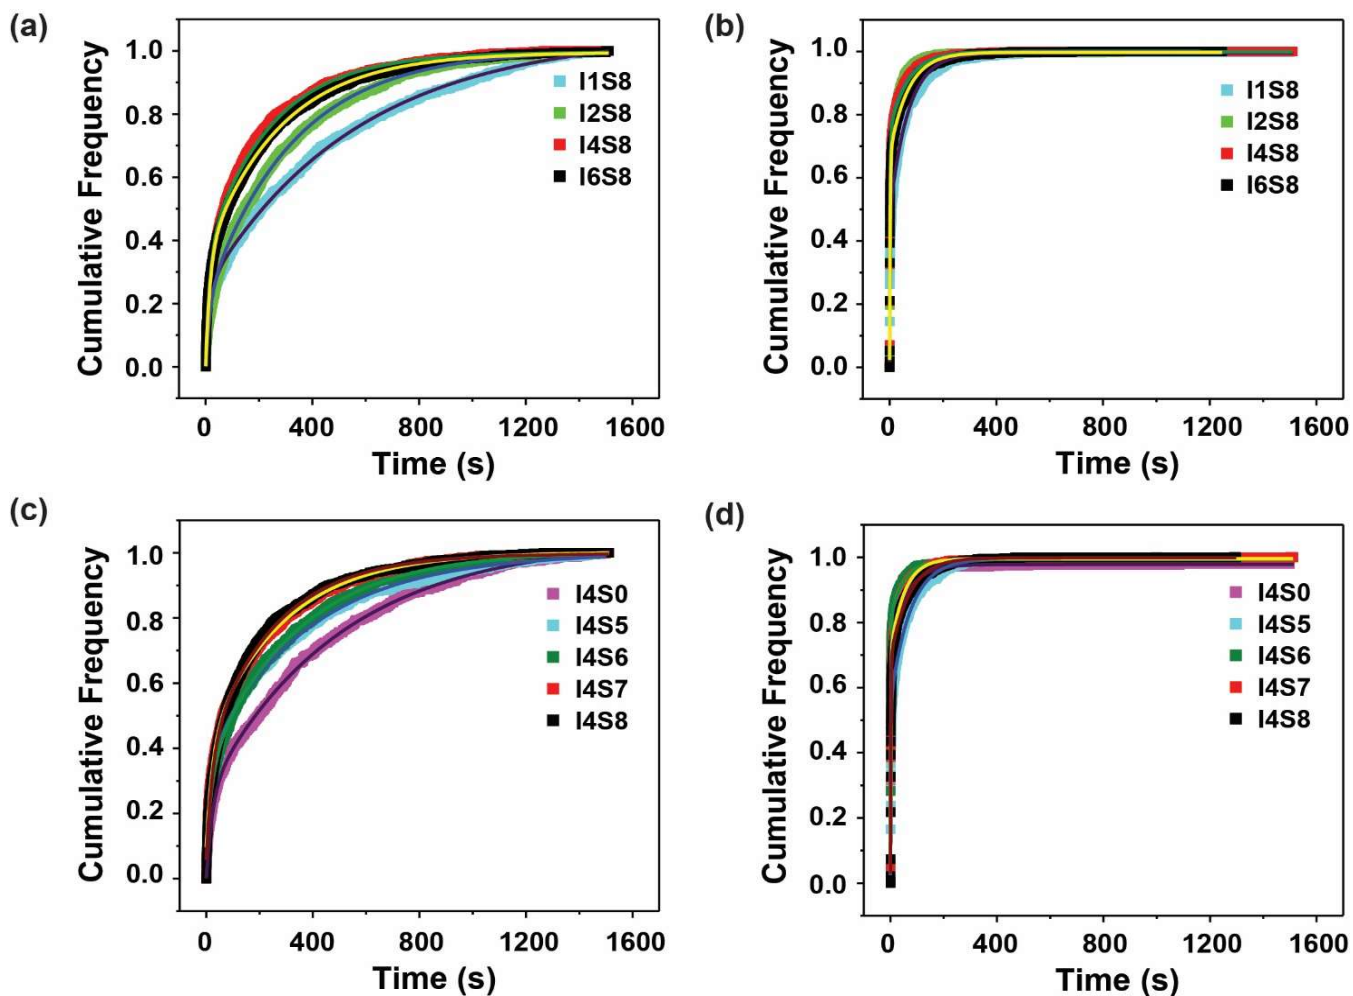 (a)
Cumulative Frequency
1.0
0.8
0.6
0.4
0.2
0.0
I1S8
I2S8
I4S8
I6S8
0 400 800 1200 1600
Time (s)
(b)
Cumulative Frequency
1.0
0.8
0.6
0.4
0.2
0.0
I1S8
I2S8
I4S8
I6S8
0 400 800 1200 1600
Time (s)
(c)
Cumulative Frequency
1.0
0.8
0.6
0.4
0.2
0.0
I4S0
I4S5
I4S6
I4S7
I4S8
0 400 800 1200 1600
Time (s)
(d)
Cumulative Frequency
1.0
0.8
0.6
0.4
0.2
0.0
I4S0
I4S5
I4S6
I4S7
I4S8
0 400 800 1200 1600
Time (s)